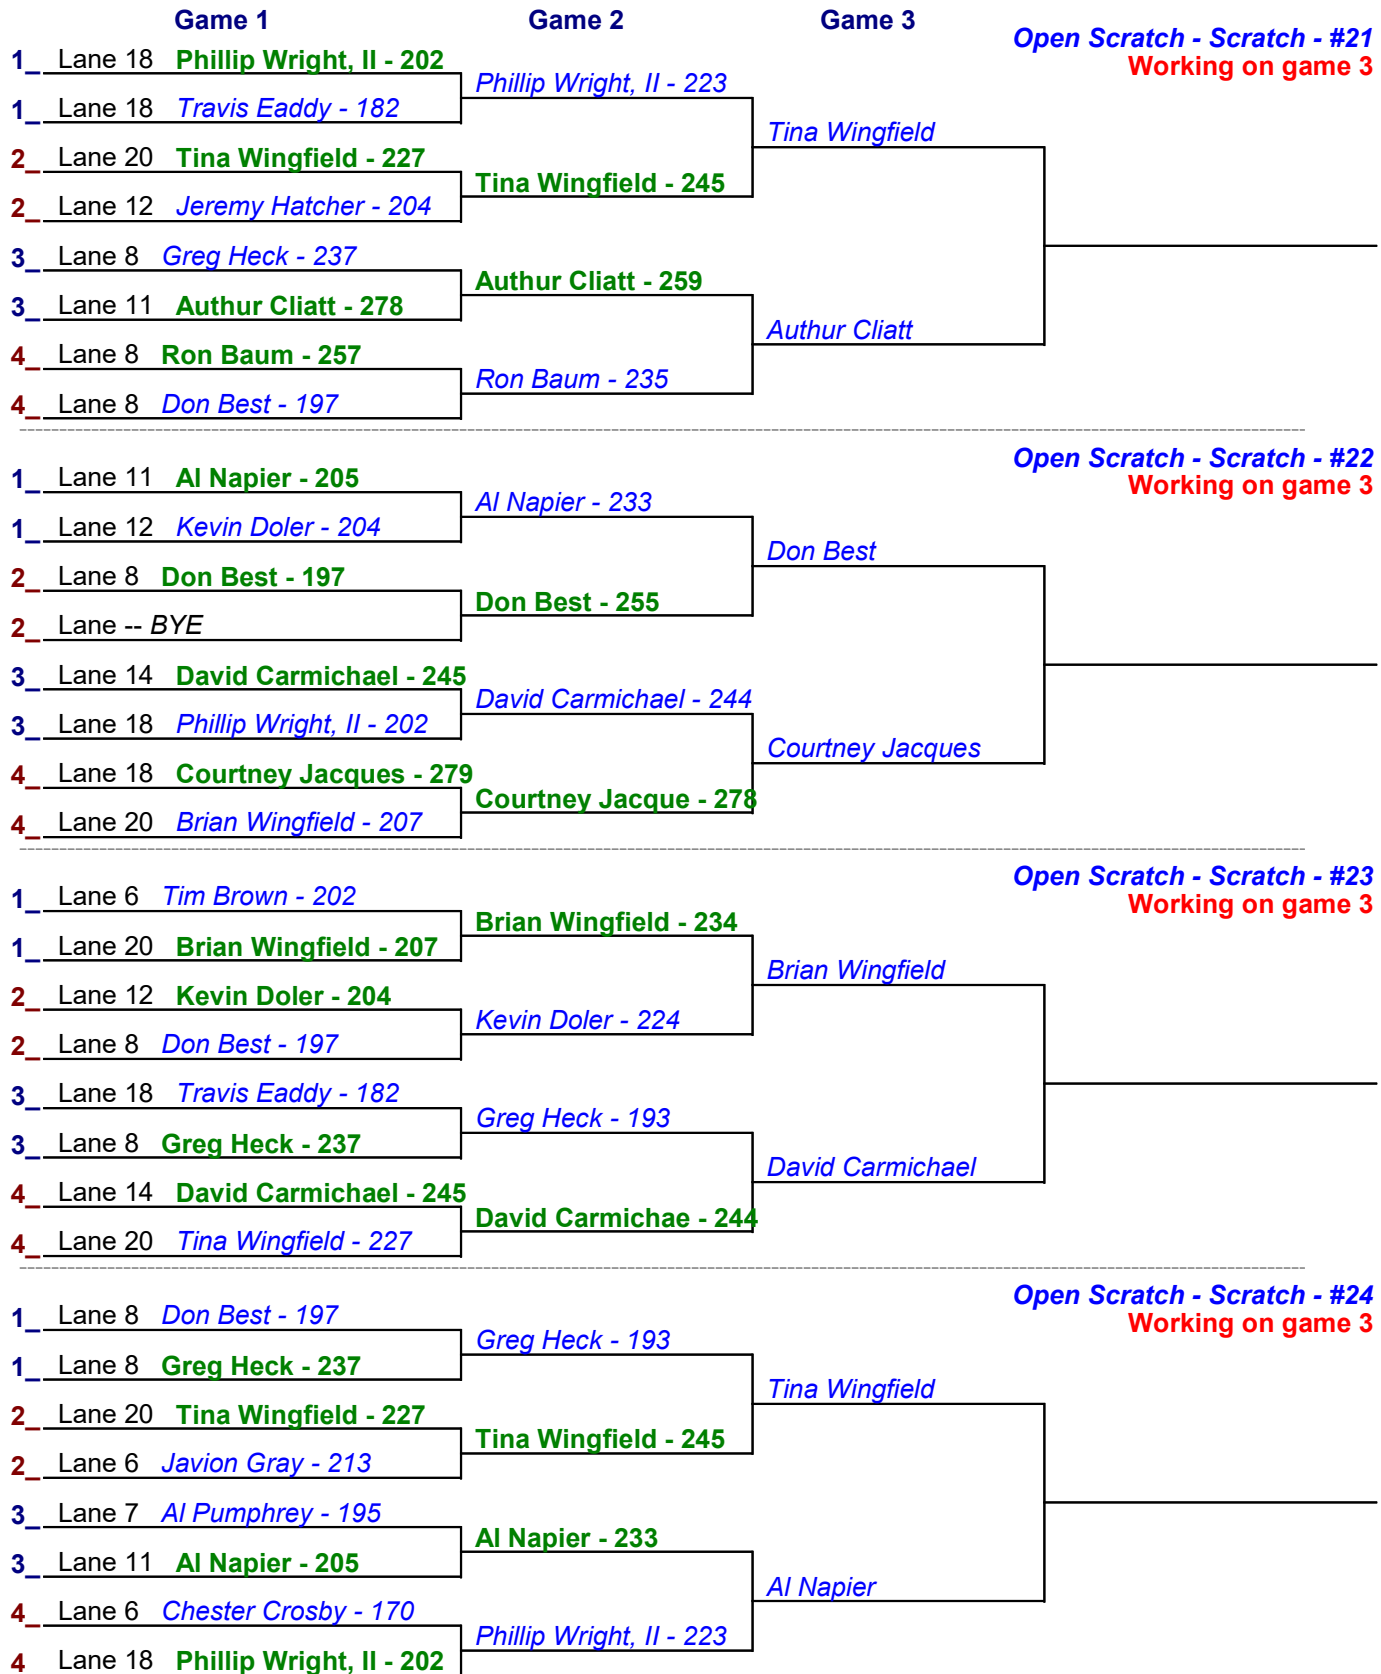 Game 1 Game 2 Game 3
Open Scratch - Scratch - #21
Working on game 3
1_ Lane 18 Phillip Wright, II - 202
Phillip Wright, II - 223
1_ Lane 18 Travis Eaddy - 182
Tina Wingfield
2_ Lane 20 Tina Wingfield - 227
Tina Wingfield - 245
2_ Lane 12 Jeremy Hatcher - 204
3_ Lane 8 Greg Heck - 237
Authur Cliatt - 259
3_ Lane 11 Authur Cliatt - 278
Authur Cliatt
4_ Lane 8 Ron Baum - 257
Ron Baum - 235
4_ Lane 8 Don Best - 197
Open Scratch - Scratch - #22
Working on game 3
1_ Lane 11 Al Napier - 205
Al Napier - 233
1_ Lane 12 Kevin Doler - 204
Don Best
2_ Lane 8 Don Best - 197
Don Best - 255
2_ Lane -- BYE
3_ Lane 14 David Carmichael - 245
David Carmichael - 244
3_ Lane 18 Phillip Wright, II - 202
Courtney Jacques
4_ Lane 18 Courtney Jacques - 279
Courtney Jacque - 278
4_ Lane 20 Brian Wingfield - 207
Open Scratch - Scratch - #23
Working on game 3
1_ Lane 6 Tim Brown - 202
Brian Wingfield - 234
1_ Lane 20 Brian Wingfield - 207
Brian Wingfield
2_ Lane 12 Kevin Doler - 204
Kevin Doler - 224
2_ Lane 8 Don Best - 197
3_ Lane 18 Travis Eaddy - 182
Greg Heck - 193
3_ Lane 8 Greg Heck - 237
David Carmichael
4_ Lane 14 David Carmichael - 245
David Carmichae - 244
4_ Lane 20 Tina Wingfield - 227
Open Scratch - Scratch - #24
Working on game 3
1_ Lane 8 Don Best - 197
Greg Heck - 193
1_ Lane 8 Greg Heck - 237
Tina Wingfield
2_ Lane 20 Tina Wingfield - 227
Tina Wingfield - 245
2_ Lane 6 Javion Gray - 213
3_ Lane 7 Al Pumphrey - 195
Al Napier - 233
3_ Lane 11 Al Napier - 205
Al Napier
4_ Lane 6 Chester Crosby - 170
Phillip Wright, II - 223
4 Lane 18 Phillip Wright, II - 202